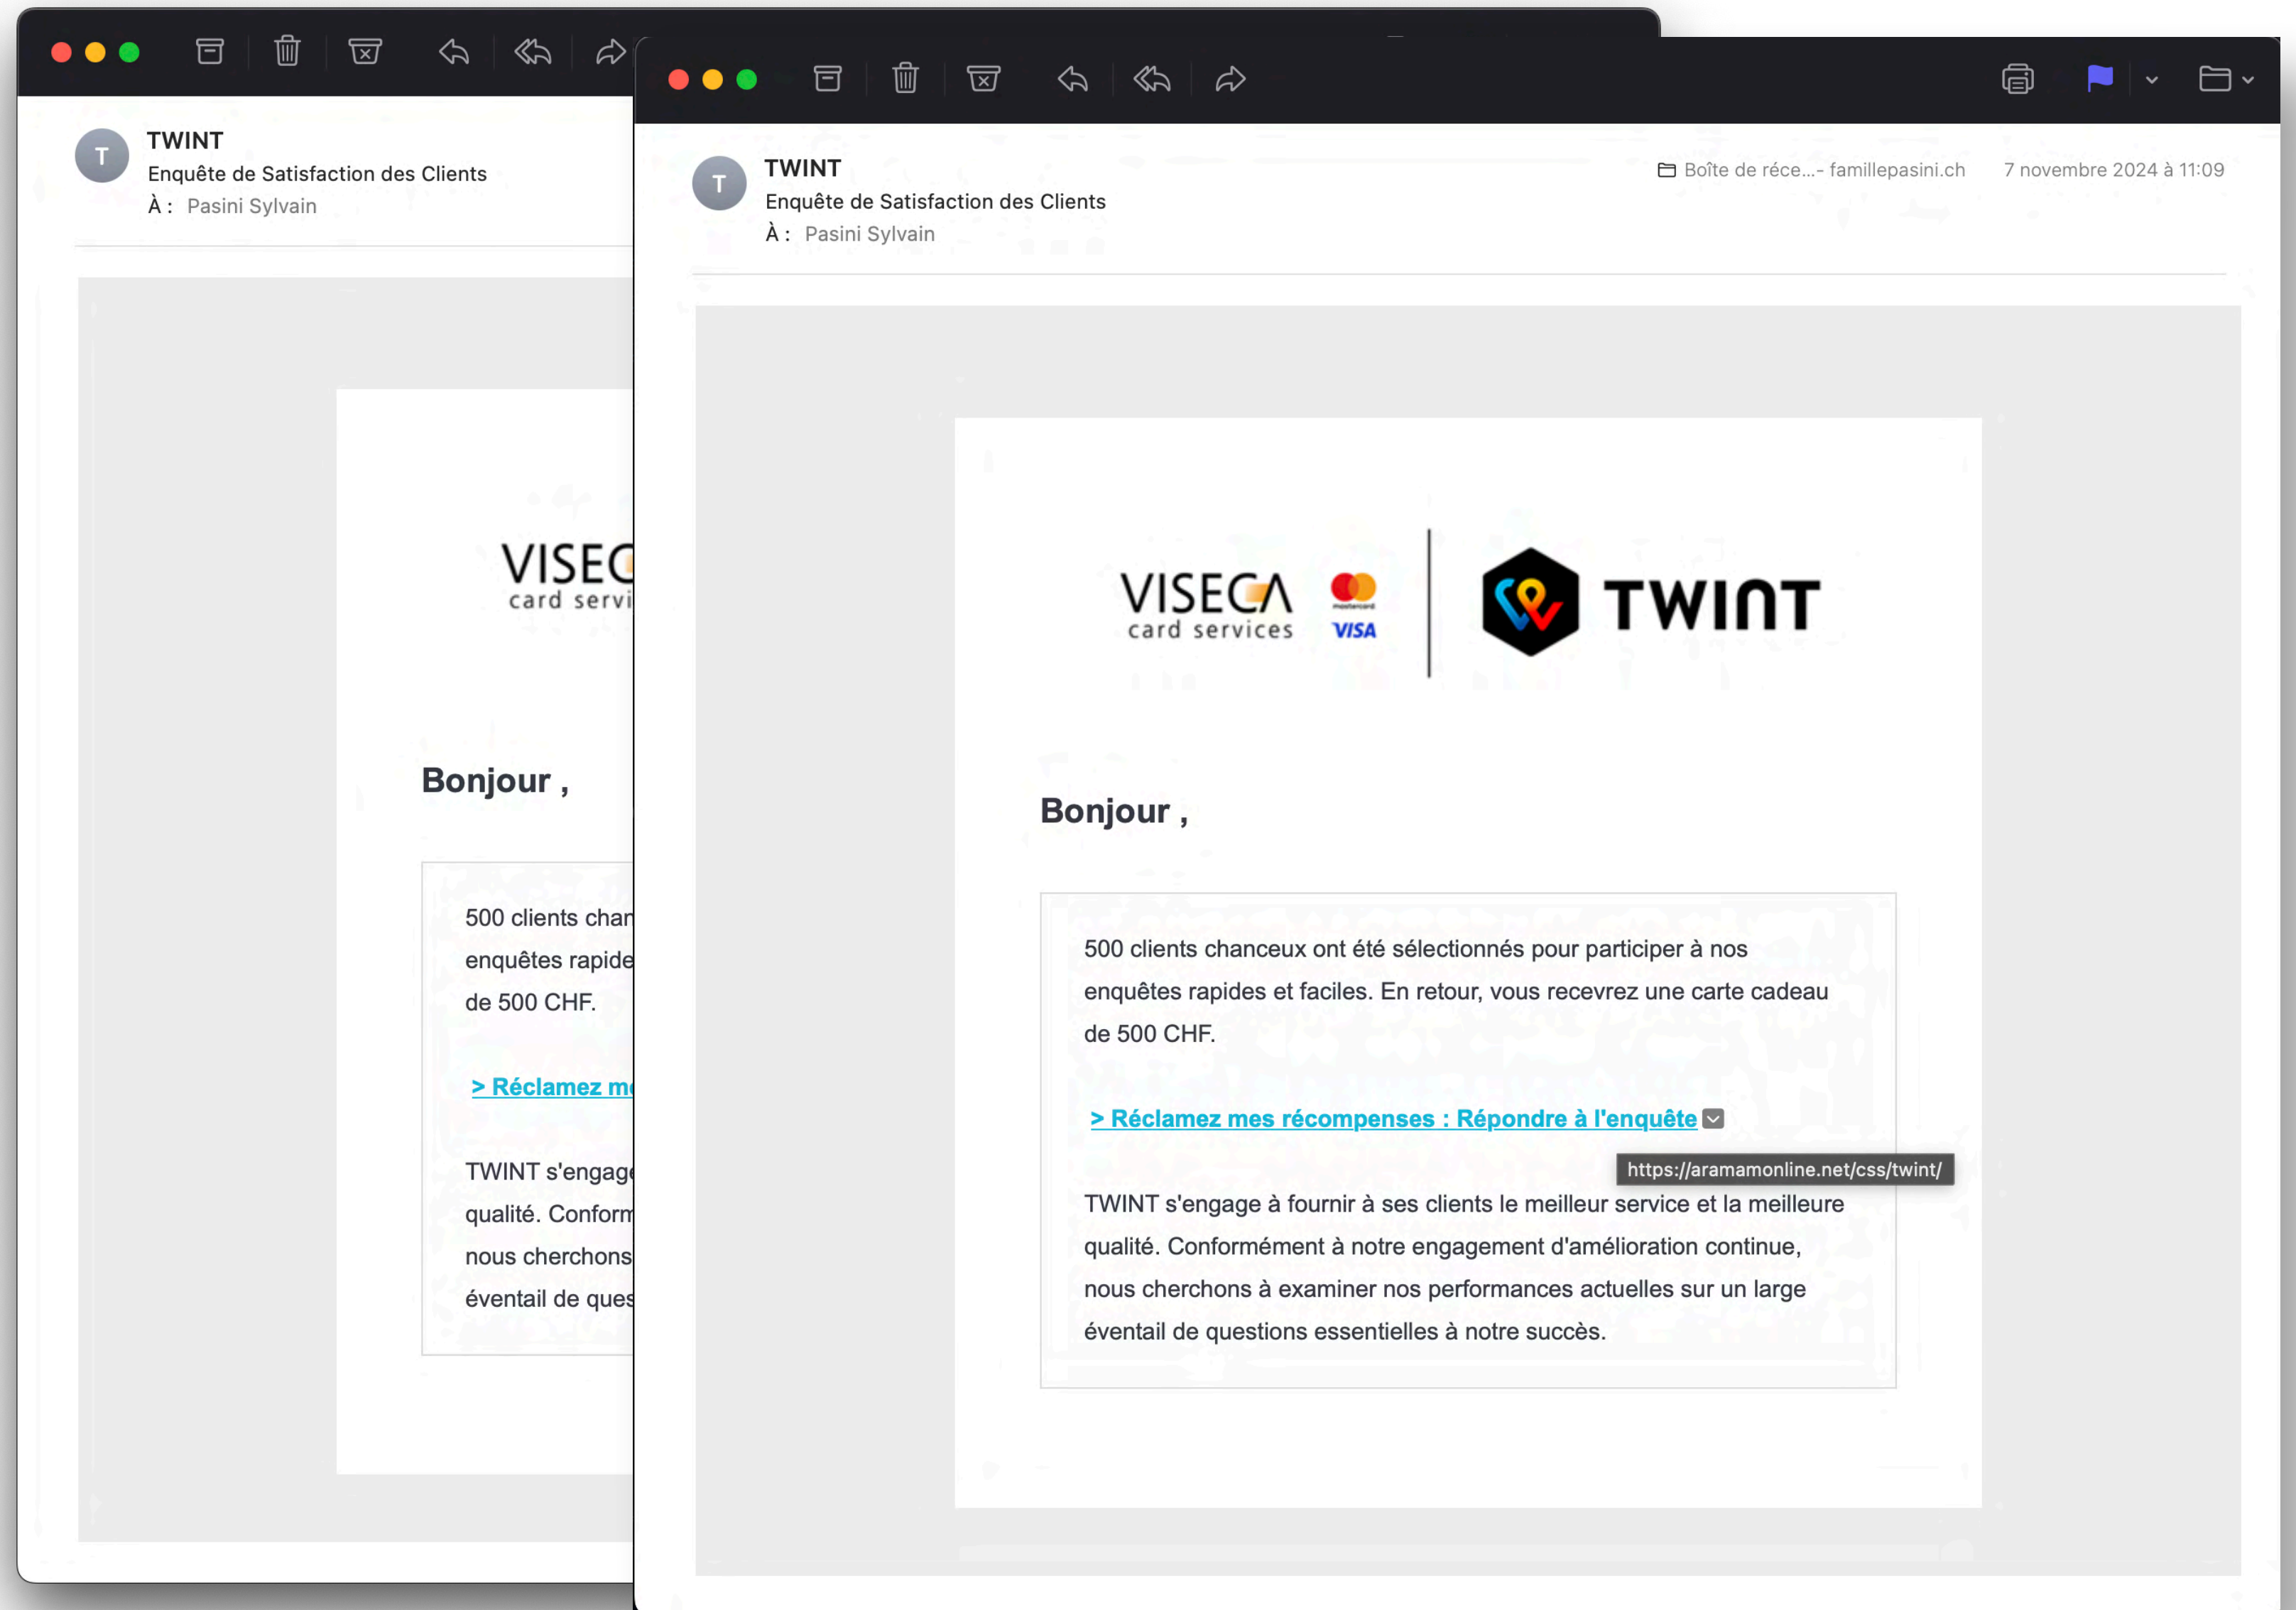 TWINT
Enquête de Satisfaction des Clients
À : Pasini Sylvain
VISECA
card servi
Bonjour ,
500 clients chan
enquêtes rapide
de 500 CHF.
> Réclamez me
TWINT s'engage
qualité. Conform
nous cherchons
éventail de ques
T
TWINT
Enquête de Satisfaction des Clients
À : Pasini Sylvain
Boîte de réce...- famillepasini.ch
7 novembre 2024 à 11:09
T
VISECA
card services
mastercard
VISA
TWINT
Bonjour ,
500 clients chanceux ont été sélectionnés pour participer à nos
enquêtes rapides et faciles. En retour, vous recevrez une carte cadeau
de 500 CHF.
> Réclamez mes récompenses : Répondre à l'enquête
https://aramamonline.net/css/twint/
TWINT s'engage à fournir à ses clients le meilleur service et la meilleure
qualité. Conformément à notre engagement d'amélioration continue,
nous cherchons à examiner nos performances actuelles sur un large
éventail de questions essentielles à notre succès.